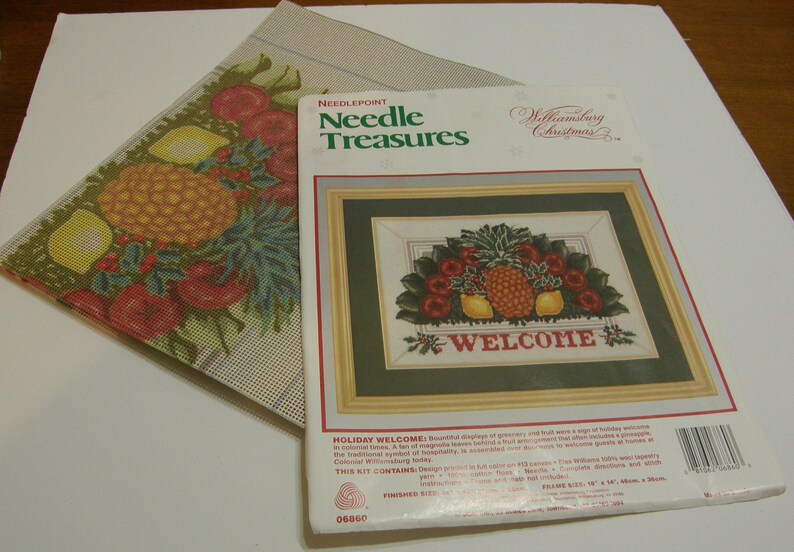 NEEDLEPOINT
Needle
Treasures
Williamsburg
Christmas™
WELCOME
HOLIDAY WELCOME: Bountiful displays of greenery and fruit were a sign of holiday welcome
in colonial times. A fan of magnolia leaves behind a fruit arrangement that often includes a pineapple,
the traditional symbol of hospitality, is assembled over doorways to welcome guests at homes at
Colonial Williamsburg today.
THIS KIT CONTAINS: Design printed in full color on #13 canvas • Elsa Williams 100% wool tapestry
yarn • 100% cotton floss • Needle • Complete directions and stitch
instructions • Frame and mat not included.
FINISHED SIZE: FRAME SIZE: 18" x 14", 46cm. x 36cm.
06860
0 81062 06860